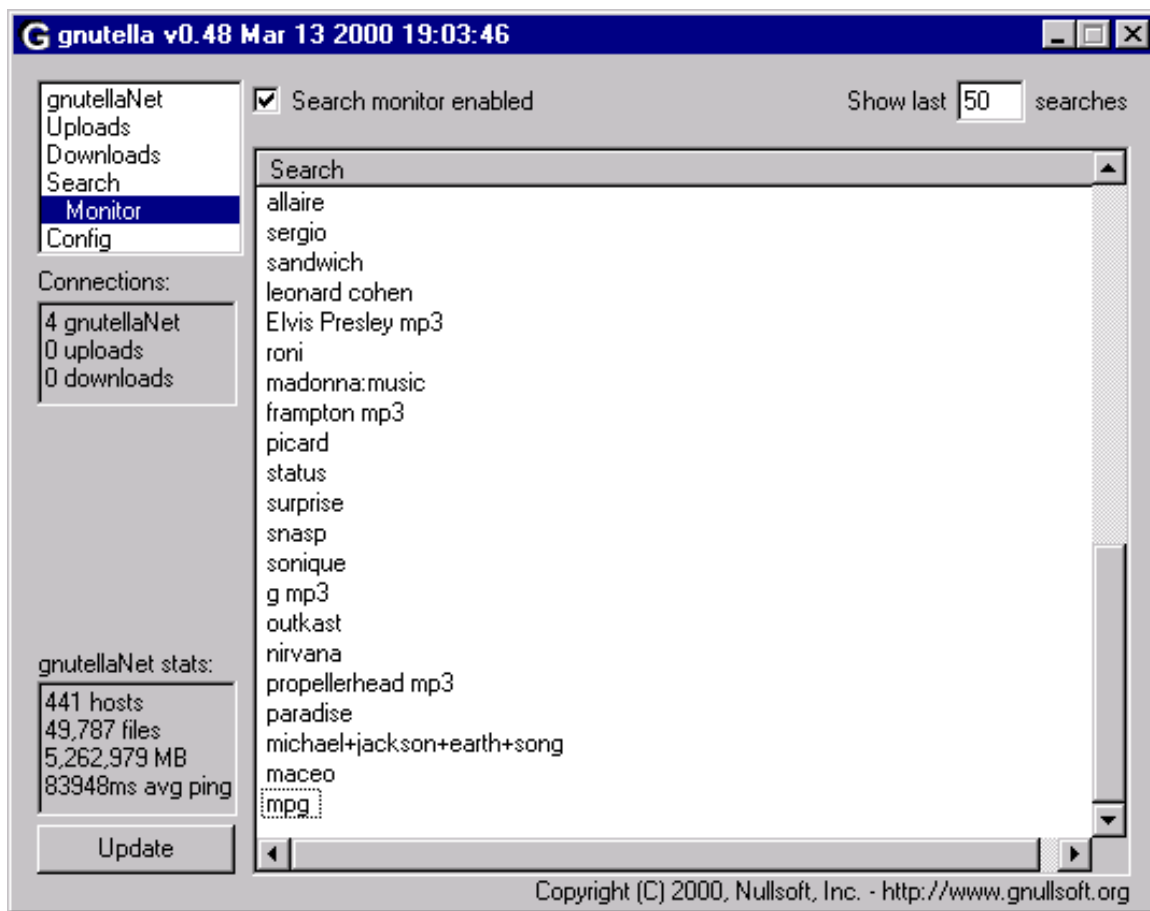 gnutella v0.48 Mar 13 2000 19:03:46
gnutellaNet
Uploads
Downloads
Search
Monitor
Config
Connections:
4 gnutellaNet
0 uploads
0 downloads
gnutellaNet stats:
441 hosts
49,787 files
5,262,979 MB
83948ms avg ping
Update
Search monitor enabled
Show last 50 searches
Search
allaire
sergio
sandwich
leonard cohen
Elvis Presley mp3
roni
madonna:music
frampton mp3
picard
status
surprise
snasp
sonique
g mp3
outkast
nirvana
propellerhead mp3
paradise
michael+jackson+earth+song
maceo
mpg
Copyright (C) 2000, Nullsoft, Inc. - http://www.gnullsoft.org